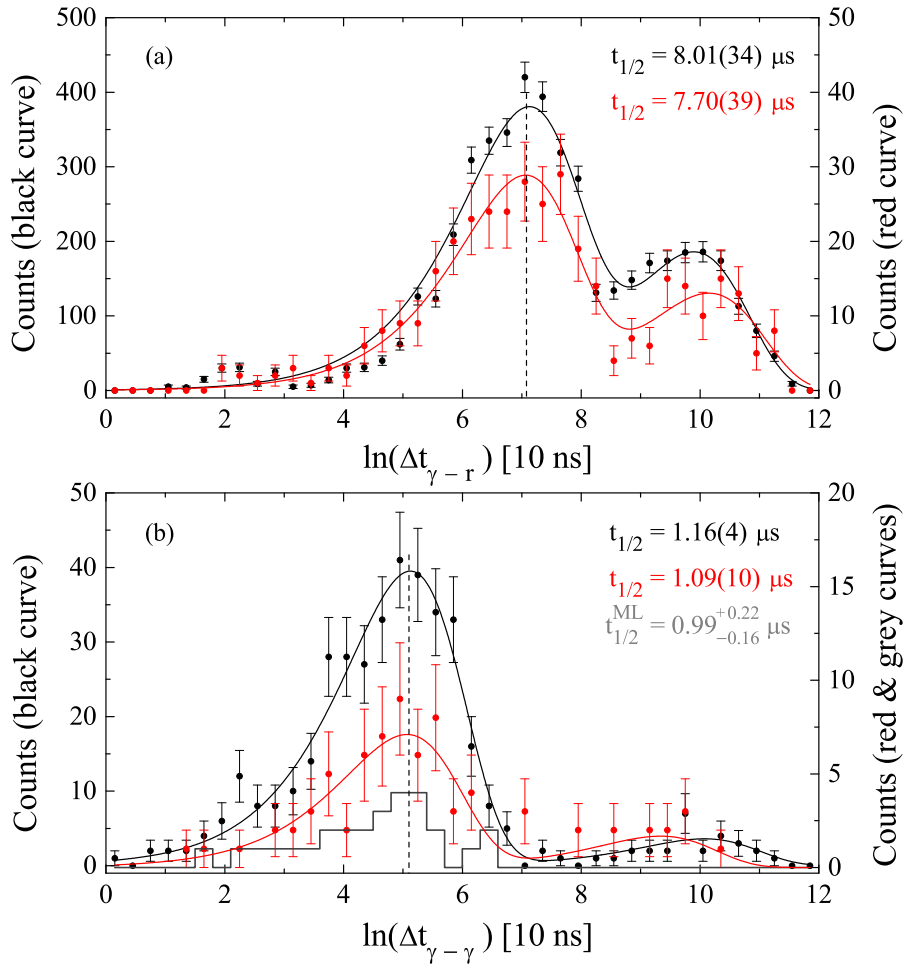 (a)
t1/2 = 8.01(34) μs
t1/2 = 7.70(39) μs
Counts (black curve)
500
400
300
200
100
0
Counts (red curve)
50
40
30
20
10
0
0 2 4 6 8 10 12
ln(Δtγ − r) [10 ns]
(b)
t1/2 = 1.16(4) μs
t1/2 = 1.09(10) μs
tML1/2 = 0.99+0.22−0.16 μs
Counts (black curve)
50
40
30
20
10
0
Counts (red & grey curves)
20
15
10
5
0
0 2 4 6 8 10 12
ln(Δtγ − γ) [10 ns]